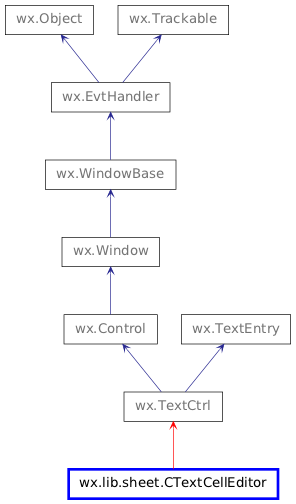 wx.Object
wx.Trackable
wx.EvtHandler
wx.WindowBase
wx.Window
wx.Control
wx.TextEntry
wx.TextCtrl
wx.lib.sheet.CTextCellEditor